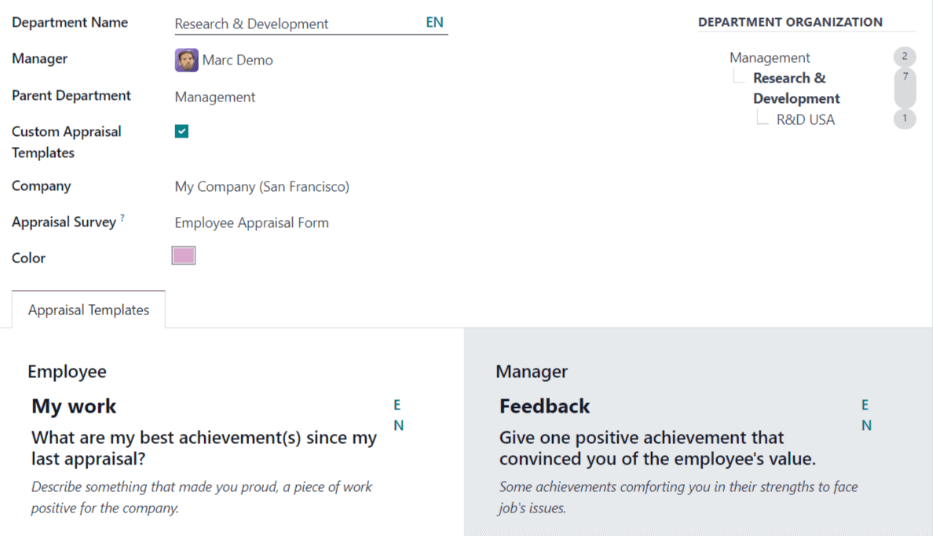 Department Name Research & Development EN
Manager Marc Demo
Parent Department Management
Custom Appraisal
Templates
Company My Company (San Francisco)
Appraisal Survey ? Employee Appraisal Form
Color
DEPARTMENT ORGANIZATION
Management 2
Research & 7
Development
R&D USA 1
Appraisal Templates
Employee
My work E
N
What are my best achievement(s) since my
last appraisal?
Describe something that made you proud, a piece of work
positive for the company.
Manager
Feedback E
N
Give one positive achievement that
convinced you of the employee's value.
Some achievements comforting you in their strengths to face
job's issues.